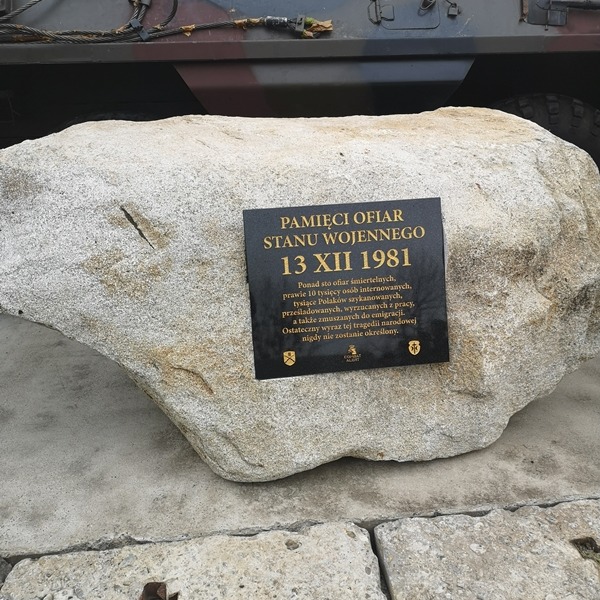 PAMIĘCI OFIAR
STANU WOJENNEGO
13 XII 1981
Ponad sto ofiar śmiertelnych,
prawie 10 tysięcy osób internowanych,
tysiące Polaków szykanowanych,
prześladowanych, wyrzucanych z pracy,
a także zmuszanych do emigracji.
Ostateczny wyraz tej tragedii narodowej
nigdy nie zostanie określony.